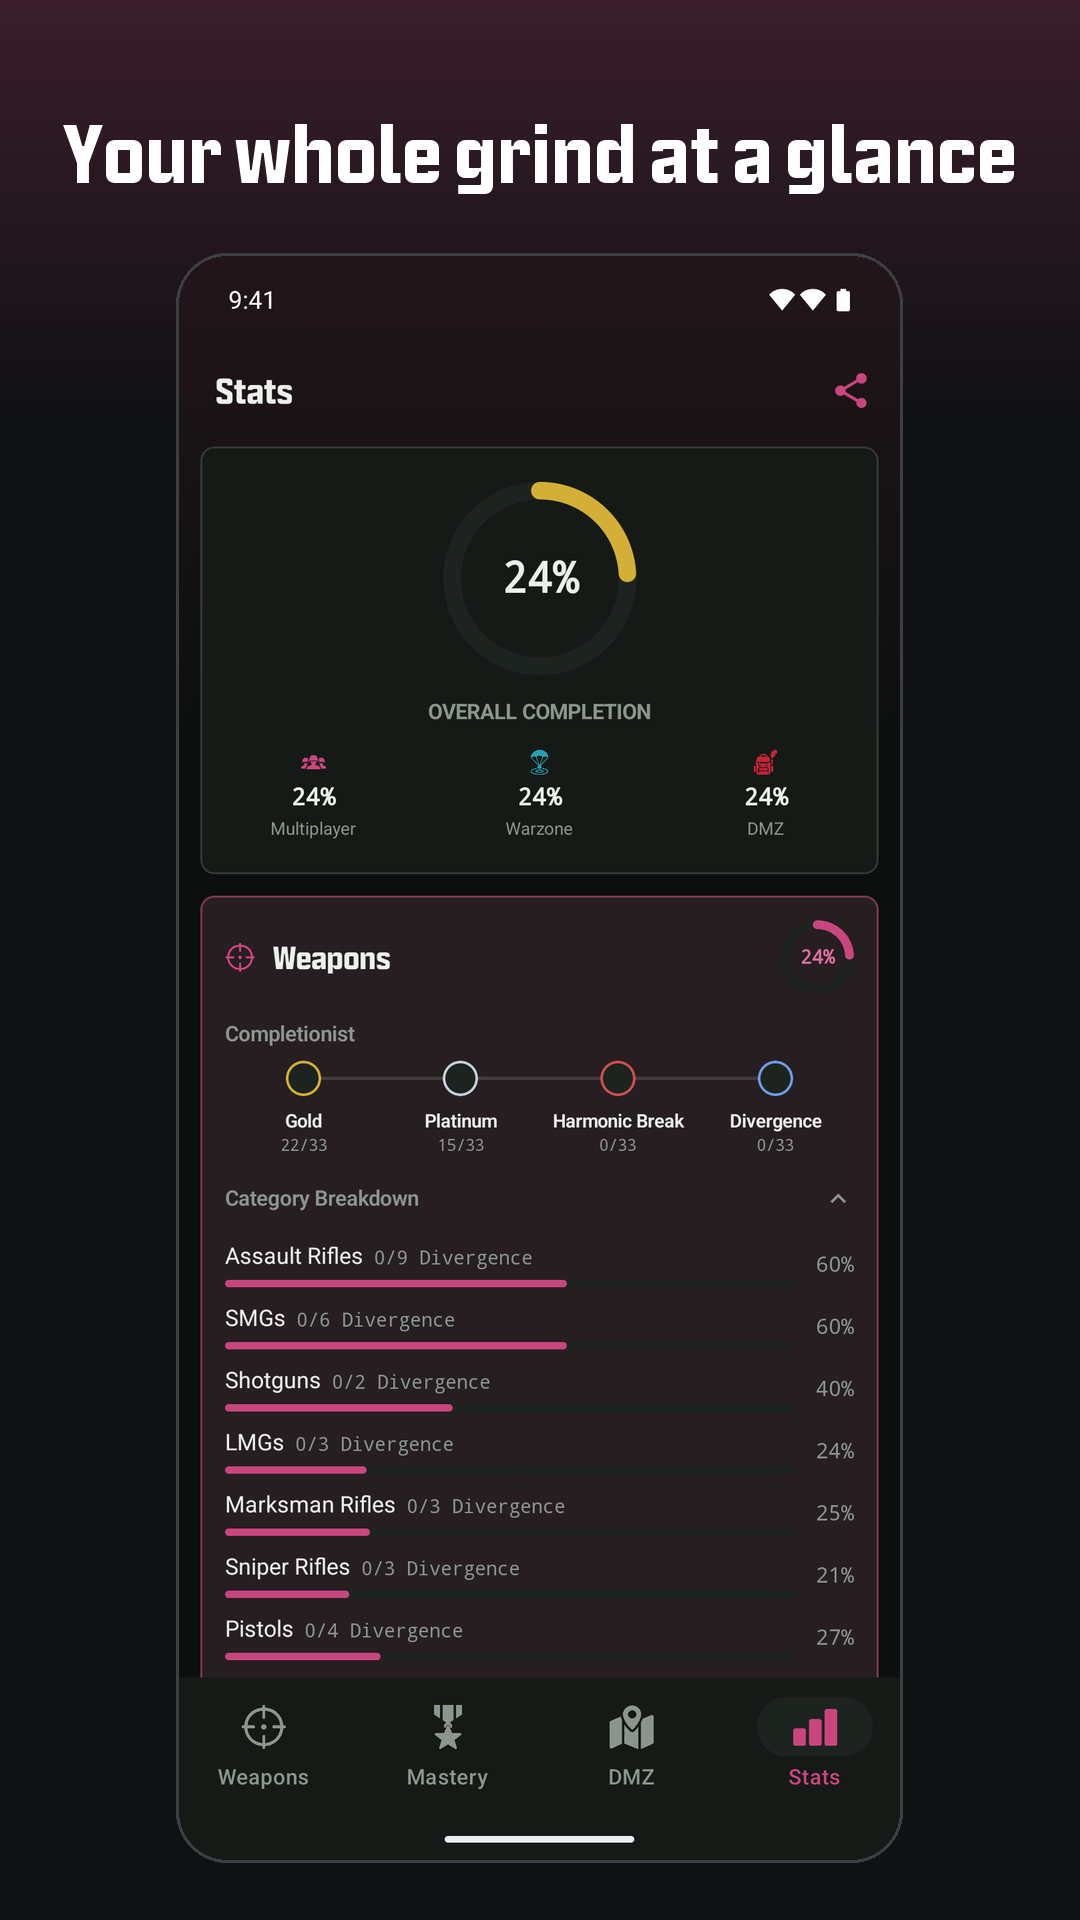 Your whole grind at a glance
9:41
Stats
24%
OVERALL COMPLETION
24% 24% 24%
Multiplayer Warzone DMZ
Weapons 24%
Completionist
Gold Platinum Harmonic Break Divergence
22/33 15/33 0/33 0/33
Category Breakdown
Assault Rifles 0/9 Divergence 60%
SMGs 0/6 Divergence 60%
Shotguns 0/2 Divergence 40%
LMGs 0/3 Divergence 24%
Marksman Rifles 0/3 Divergence 25%
Sniper Rifles 0/3 Divergence 21%
Pistols 0/4 Divergence 27%
Weapons Mastery DMZ Stats